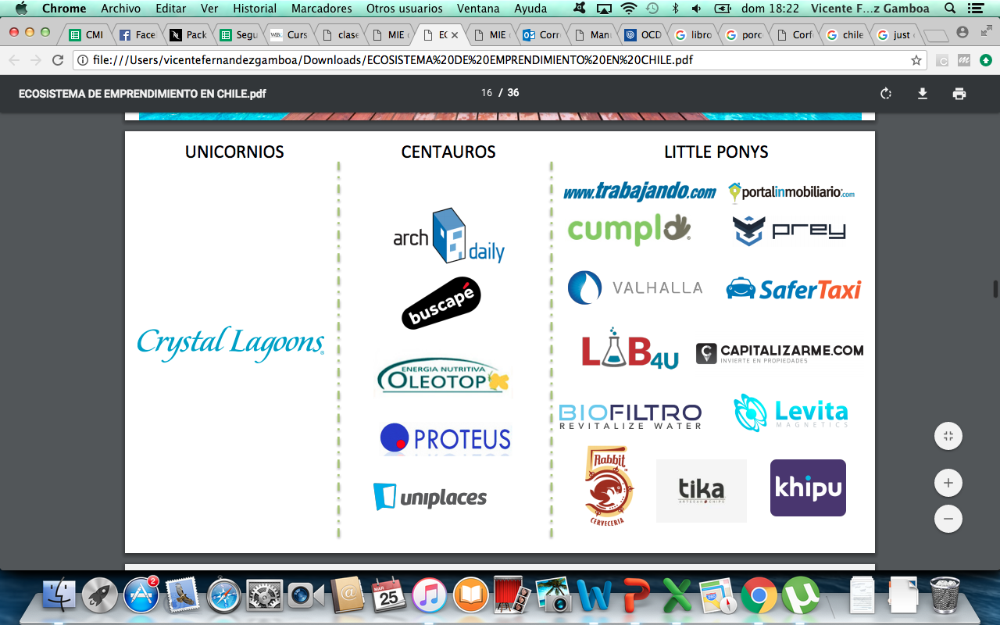 Chrome Archivo Editar Ver Historial Marcadores Otros usuarios Ventana Ayuda dom 18:22 Vicente F...z Gamboa
CMI Face Pack Segu Curs clase MIE EC MIE Corr Man OCD libro porc Corf chile just
file:///Users/vicentefernandezgamboa/Downloads/ECOSISTEMA%20DE%20EMPRENDIMIENTO%20EN%20CHILE.pdf
ECOSISTEMA DE EMPRENDIMIENTO EN CHILE.pdf 16 / 36
UNICORNIOS CENTAUROS LITTLE PONYS
Crystal Lagoons
arch daily
buscapé
ENERGIA NUTRITIVA
OLEOTOP
PROTEUS
uniplaces
www.trabajando.com portalinmobiliario.com
cumplo prey
VALHALLA SaferTaxi
LAB4U CAPITALIZARME.COM
INVIERTE EN PROPIEDADES
BIOFILTRO Levita
REVITALIZE WATER MAGNETICS
5 Rabbit
CERVECERIA
tika
ARTESAN CHIPS
khipu
2
MAR
25